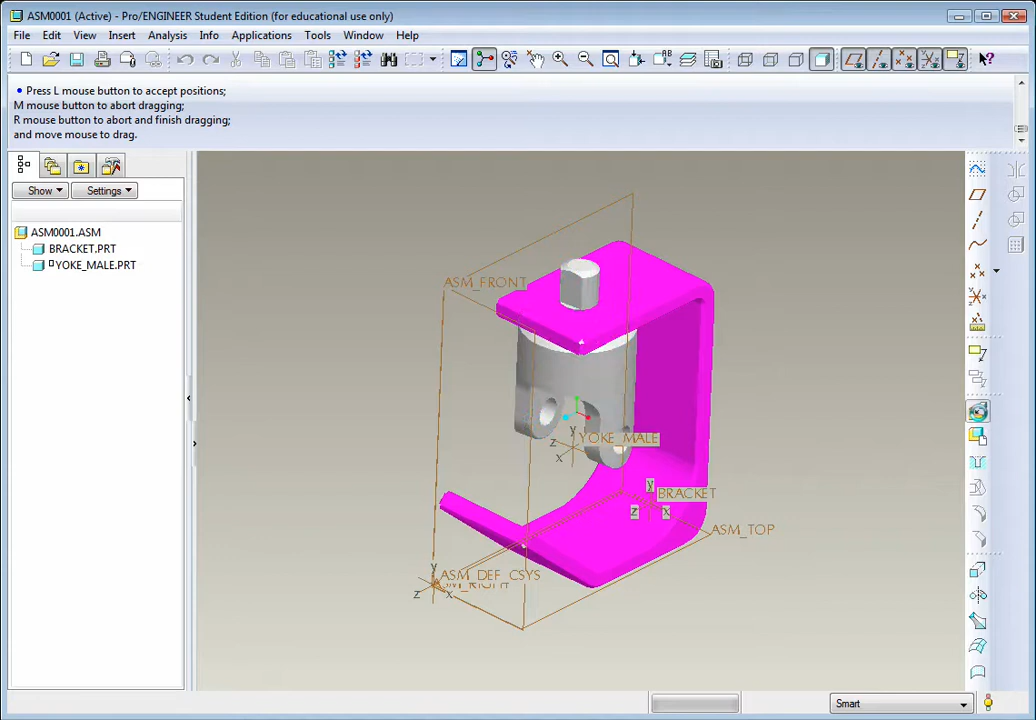 ASM0001 (Active) - Pro/ENGINEER Student Edition (for educational use only)
File Edit View Insert Analysis Info Applications Tools Window Help
• Press L mouse button to accept positions;
M mouse button to abort dragging;
R mouse button to abort and finish dragging;
and move mouse to drag.
Show Settings
ASM0001.ASM
BRACKET.PRT
YOKE_MALE.PRT
ASM_FRONT
y
z
x
YOKE_MALE
y
z
x
BRACKET
ASM_TOP
y
z
x
ASM_DEF_CSYS
ASM_RIGHT
Smart